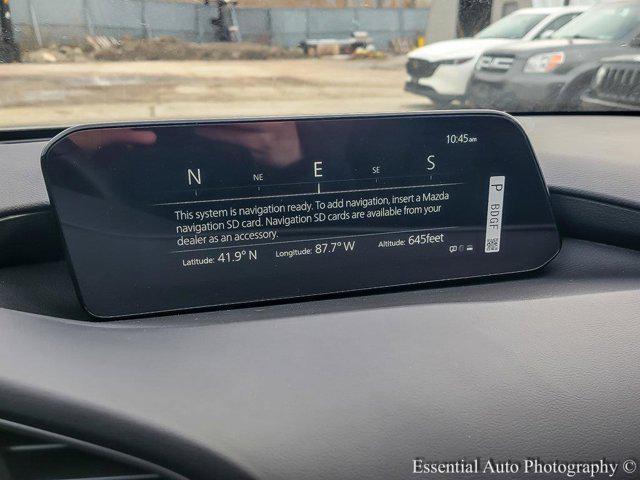 10:45am
N NE E SE S
This system is navigation ready. To add navigation, insert a Mazda
navigation SD card. Navigation SD cards are available from your
dealer as an accessory.
Latitude: 41.9° N Longitude: 87.7° W Altitude: 645feet
P BDGF
Essential Auto Photography ©